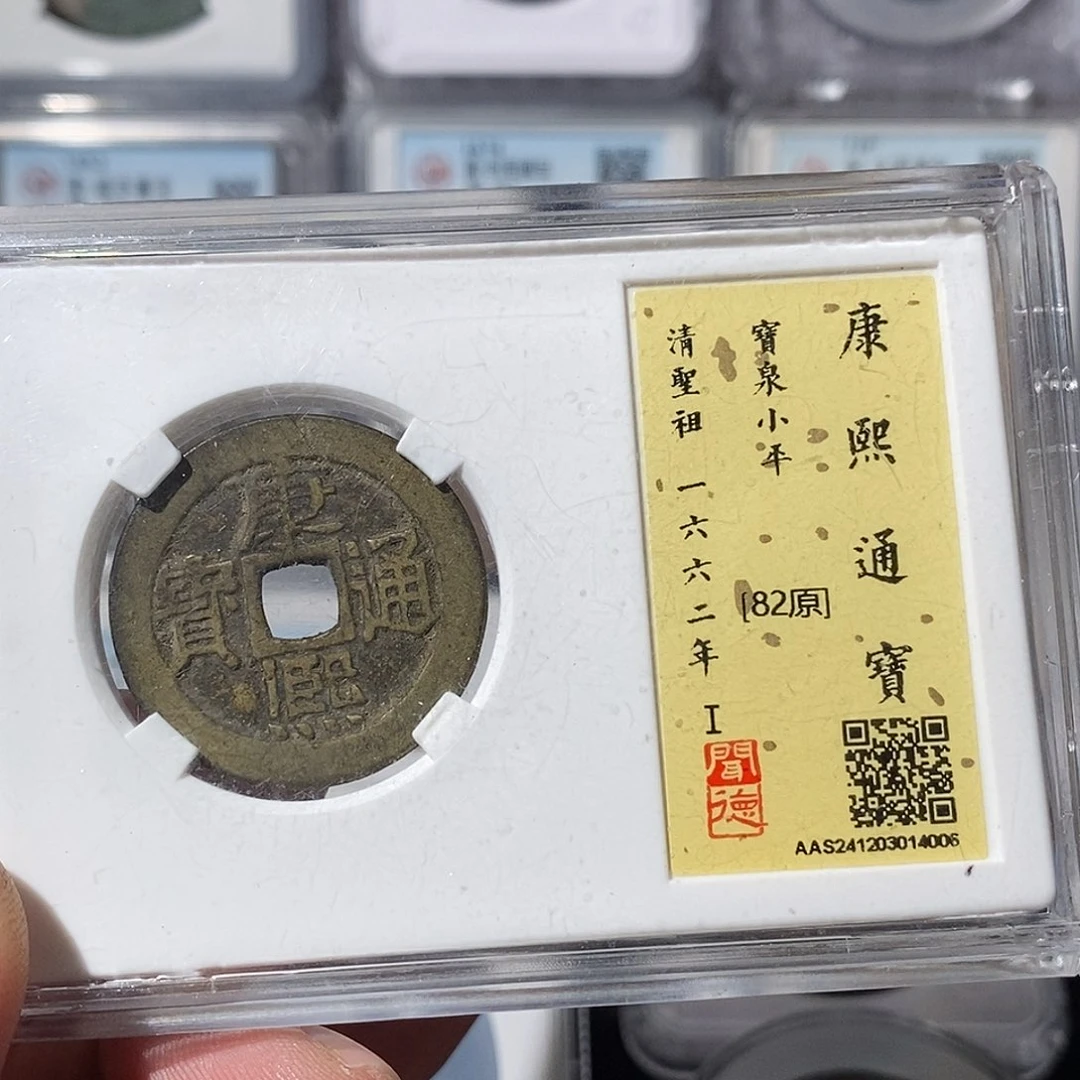 康熙通寶
康熙通寶
寶泉小平
[82原]
清聖祖 一六六二年 I
聞德
AAS241203014006